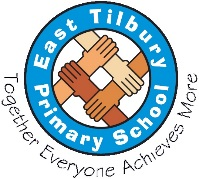 East Tilbury
Primary School
Together Everyone Achieves More